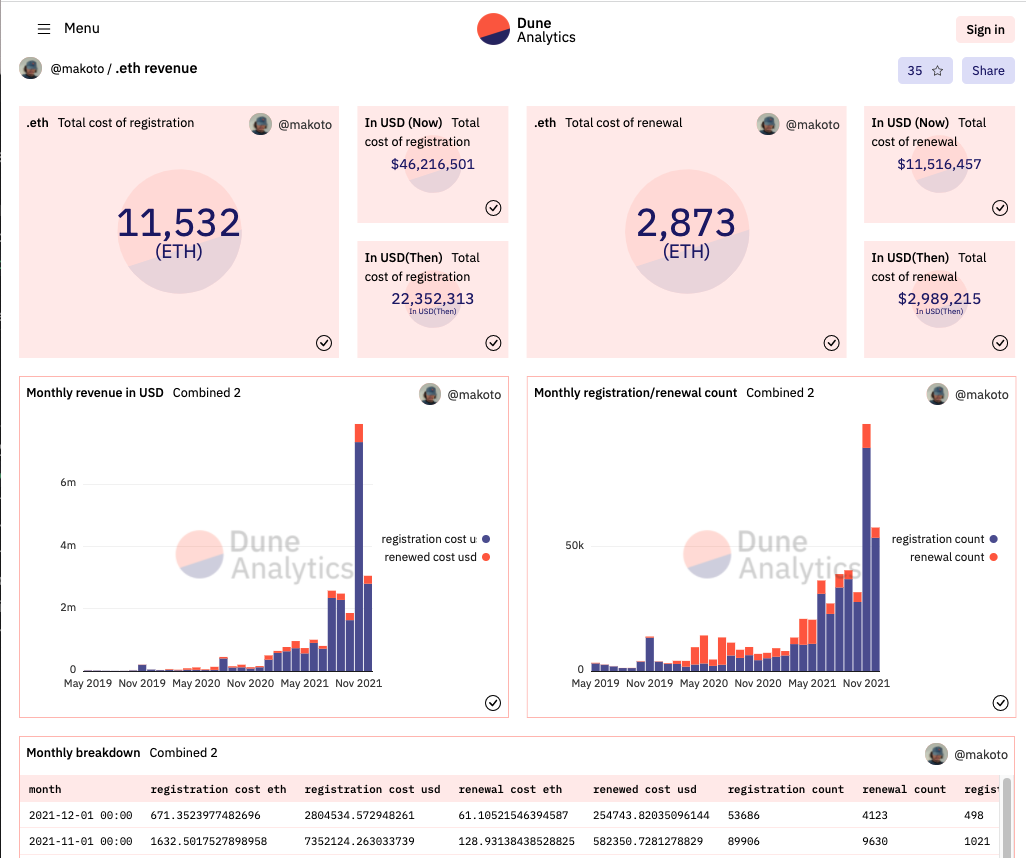 Menu
Dune
Analytics
Sign in
@makoto / .eth revenue
35
Share
.eth Total cost of registration
@makoto
11,532
(ETH)
In USD (Now) Total
cost of registration
$46,216,501
In USD(Then) Total
cost of registration
22,352,313
In USD(Then)
.eth Total cost of renewal
@makoto
2,873
(ETH)
In USD (Now) Total
cost of renewal
$11,516,457
In USD(Then) Total
cost of renewal
$2,989,215
In USD(Then)
Monthly revenue in USD Combined 2
@makoto
6m
4m
2m
0
Dune
Analytics
registration cost u
renewed cost usd
May 2019 Nov 2019 May 2020 Nov 2020 May 2021 Nov 2021
Monthly registration/renewal count Combined 2
@makoto
50k
0
Dune
Analytics
registration count
renewal count
May 2019 Nov 2019 May 2020 Nov 2020 May 2021 Nov 2021
Monthly breakdown Combined 2
@makoto
month registration cost eth registration cost usd renewal cost eth renewed cost usd registration count renewal count regist
2021-12-01 00:00 671.3523977482696 2804534.572948261 61.10521546394587 254743.82035096144 53686 4123 498
2021-11-01 00:00 1632.5017527898958 7352124.263033739 128.93138438528825 582350.7281278829 89906 9630 1021